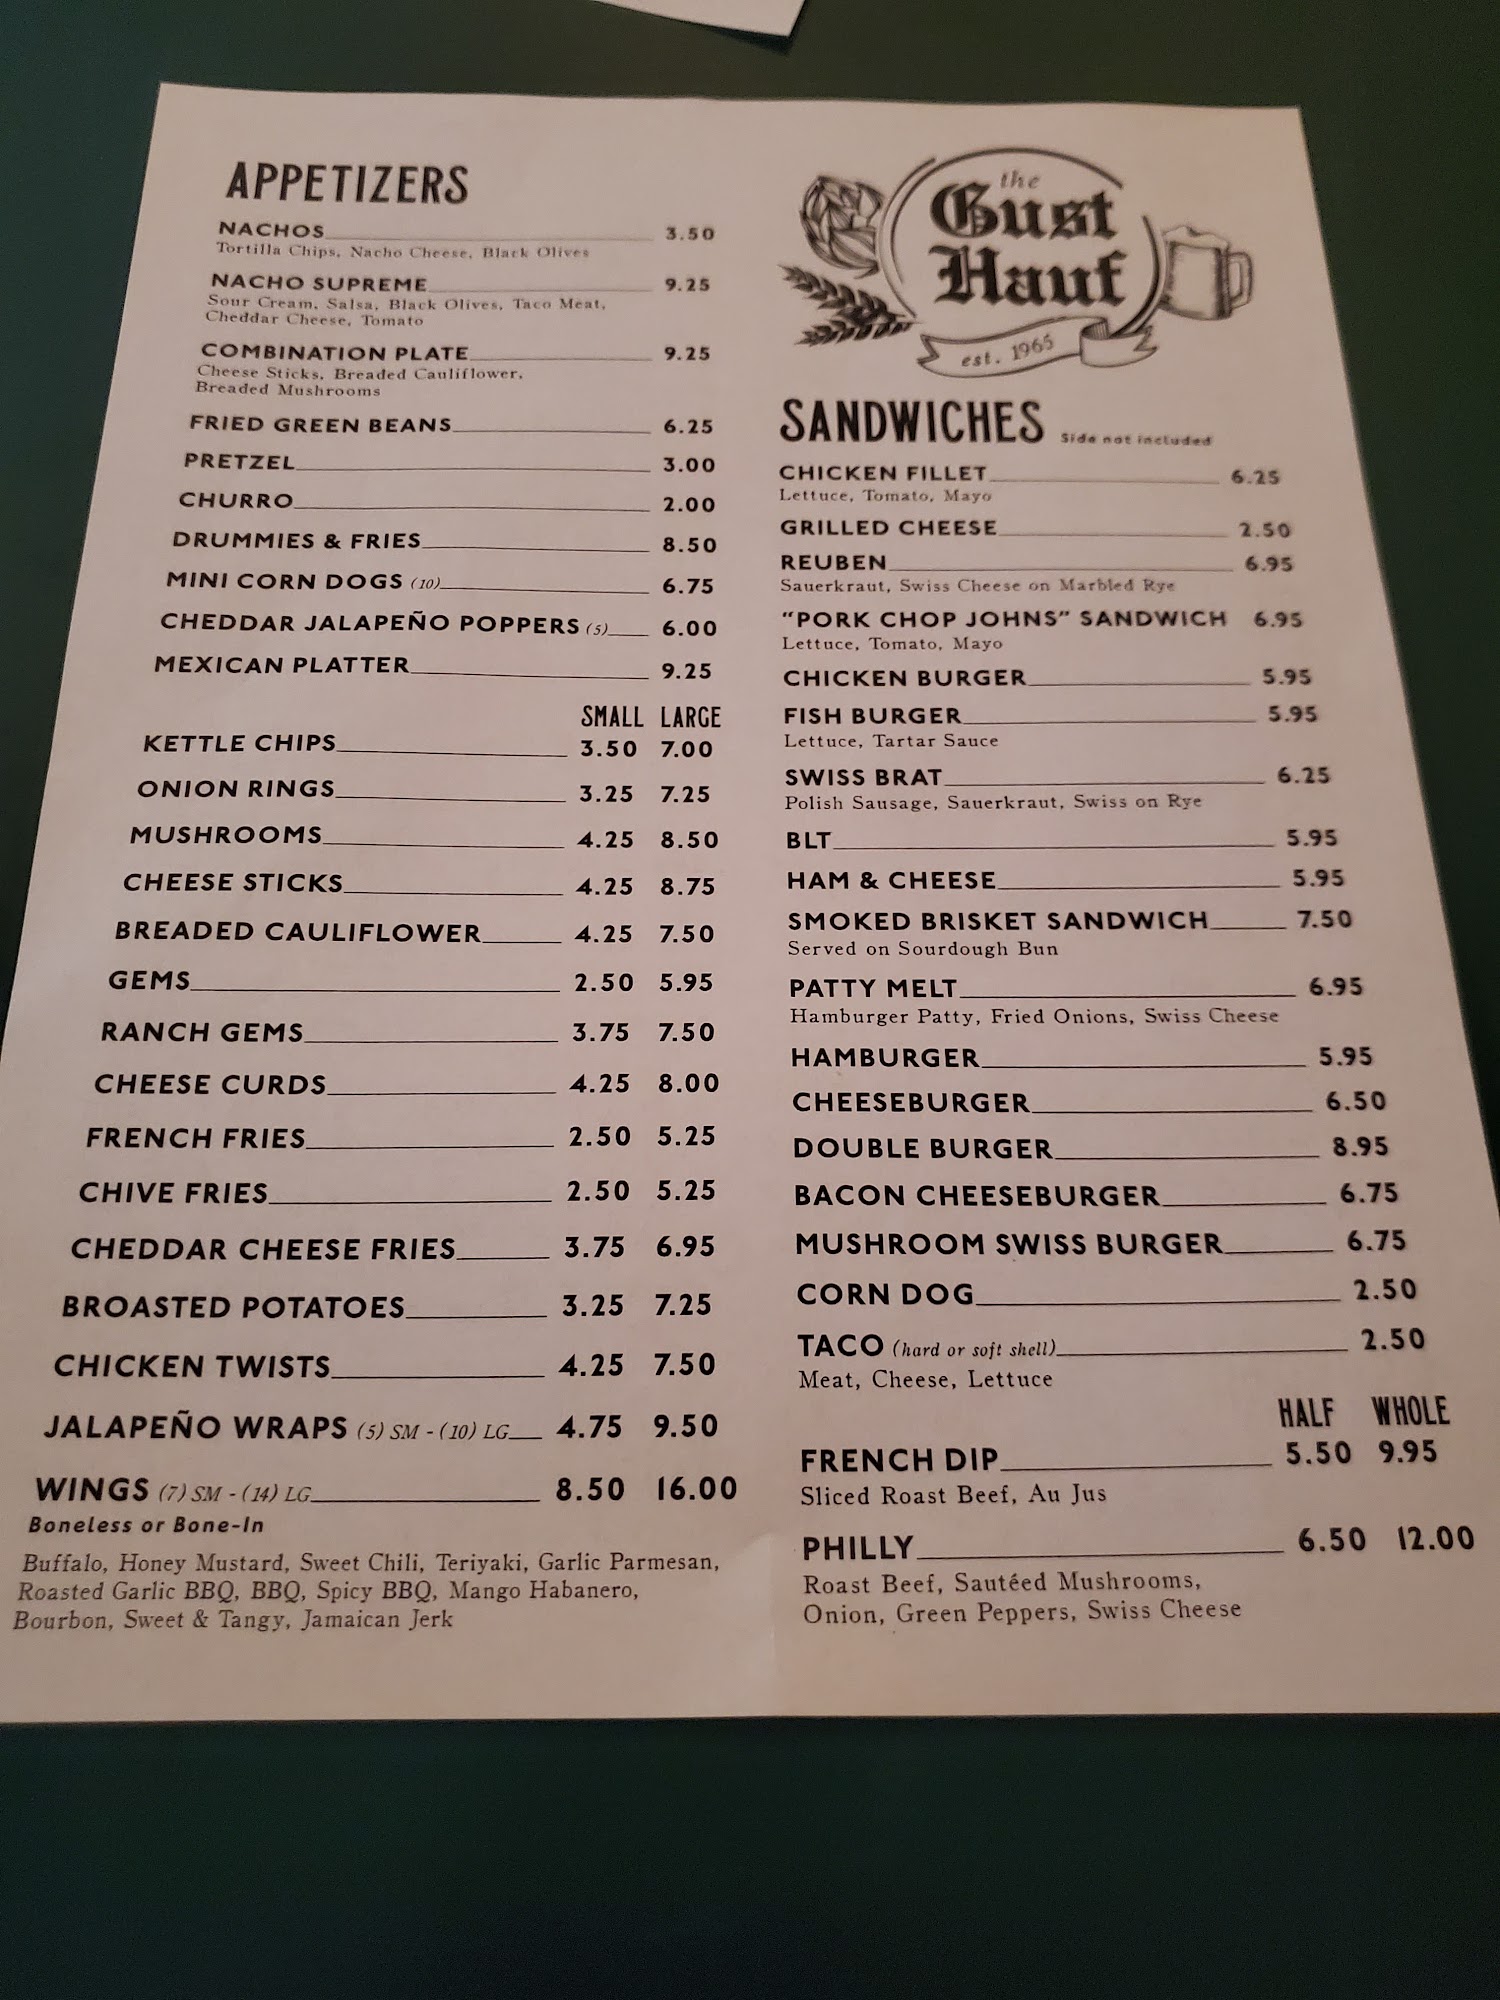 APPETIZERS
NACHOS 3.50
Tortilla Chips, Nacho Cheese, Black Olives
NACHO SUPREME 9.25
Sour Cream, Salsa, Black Olives, Taco Meat,
Cheddar Cheese, Tomato
COMBINATION PLATE 9.25
Cheese Sticks, Breaded Cauliflower,
Breaded Mushrooms
FRIED GREEN BEANS 6.25
PRETZEL 3.00
CHURRO 2.00
DRUMMIES & FRIES 8.50
MINI CORN DOGS (10) 6.75
CHEDDAR JALAPEÑO POPPERS (5) 6.00
MEXICAN PLATTER 9.25
SMALL LARGE
KETTLE CHIPS 3.50 7.00
ONION RINGS 3.25 7.25
MUSHROOMS 4.25 8.50
CHEESE STICKS 4.25 8.75
BREADED CAULIFLOWER 4.25 7.50
GEMS 2.50 5.95
RANCH GEMS 3.75 7.50
CHEESE CURDS 4.25 8.00
FRENCH FRIES 2.50 5.25
CHIVE FRIES 2.50 5.25
CHEDDAR CHEESE FRIES 3.75 6.95
BROASTED POTATOES 3.25 7.25
CHICKEN TWISTS 4.25 7.50
JALAPEÑO WRAPS (5) SM - (10) LG 4.75 9.50
WINGS (7) SM - (14) LG 8.50 16.00
Boneless or Bone-In
Buffalo, Honey Mustard, Sweet Chili, Teriyaki, Garlic Parmesan,
Roasted Garlic BBQ, BBQ, Spicy BBQ, Mango Habanero,
Bourbon, Sweet & Tangy, Jamaican Jerk
the
Gust
Hauf
est. 1965
SANDWICHES Side not included
CHICKEN FILLET 6.25
Lettuce, Tomato, Mayo
GRILLED CHEESE 2.50
REUBEN 6.95
Sauerkraut, Swiss Cheese on Marbled Rye
"PORK CHOP JOHNS" SANDWICH 6.95
Lettuce, Tomato, Mayo
CHICKEN BURGER 5.95
FISH BURGER 5.95
Lettuce, Tartar Sauce
SWISS BRAT 6.25
Polish Sausage, Sauerkraut, Swiss on Rye
BLT 5.95
HAM & CHEESE 5.95
SMOKED BRISKET SANDWICH 7.50
Served on Sourdough Bun
PATTY MELT 6.95
Hamburger Patty, Fried Onions, Swiss Cheese
HAMBURGER 5.95
CHEESEBURGER 6.50
DOUBLE BURGER 8.95
BACON CHEESEBURGER 6.75
MUSHROOM SWISS BURGER 6.75
CORN DOG 2.50
TACO (hard or soft shell) 2.50
Meat, Cheese, Lettuce
HALF WHOLE
FRENCH DIP 5.50 9.95
Sliced Roast Beef, Au Jus
PHILLY 6.50 12.00
Roast Beef, Sautéed Mushrooms,
Onion, Green Peppers, Swiss Cheese